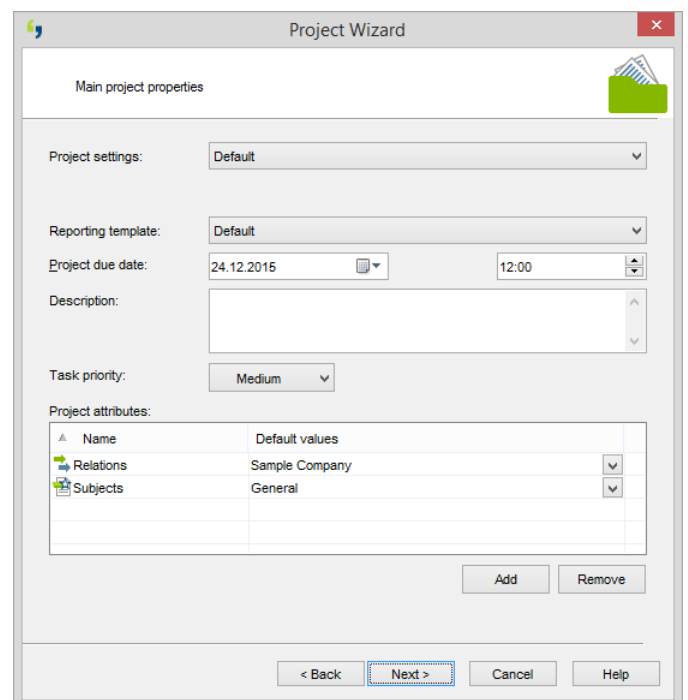 Project Wizard
Main project properties
Project settings: Default
Reporting template: Default
Project due date: 24.12.2015 12:00
Description:
Task priority: Medium
Project attributes:
Name Default values
Relations Sample Company
Subjects General
Add Remove
< Back Next > Cancel Help